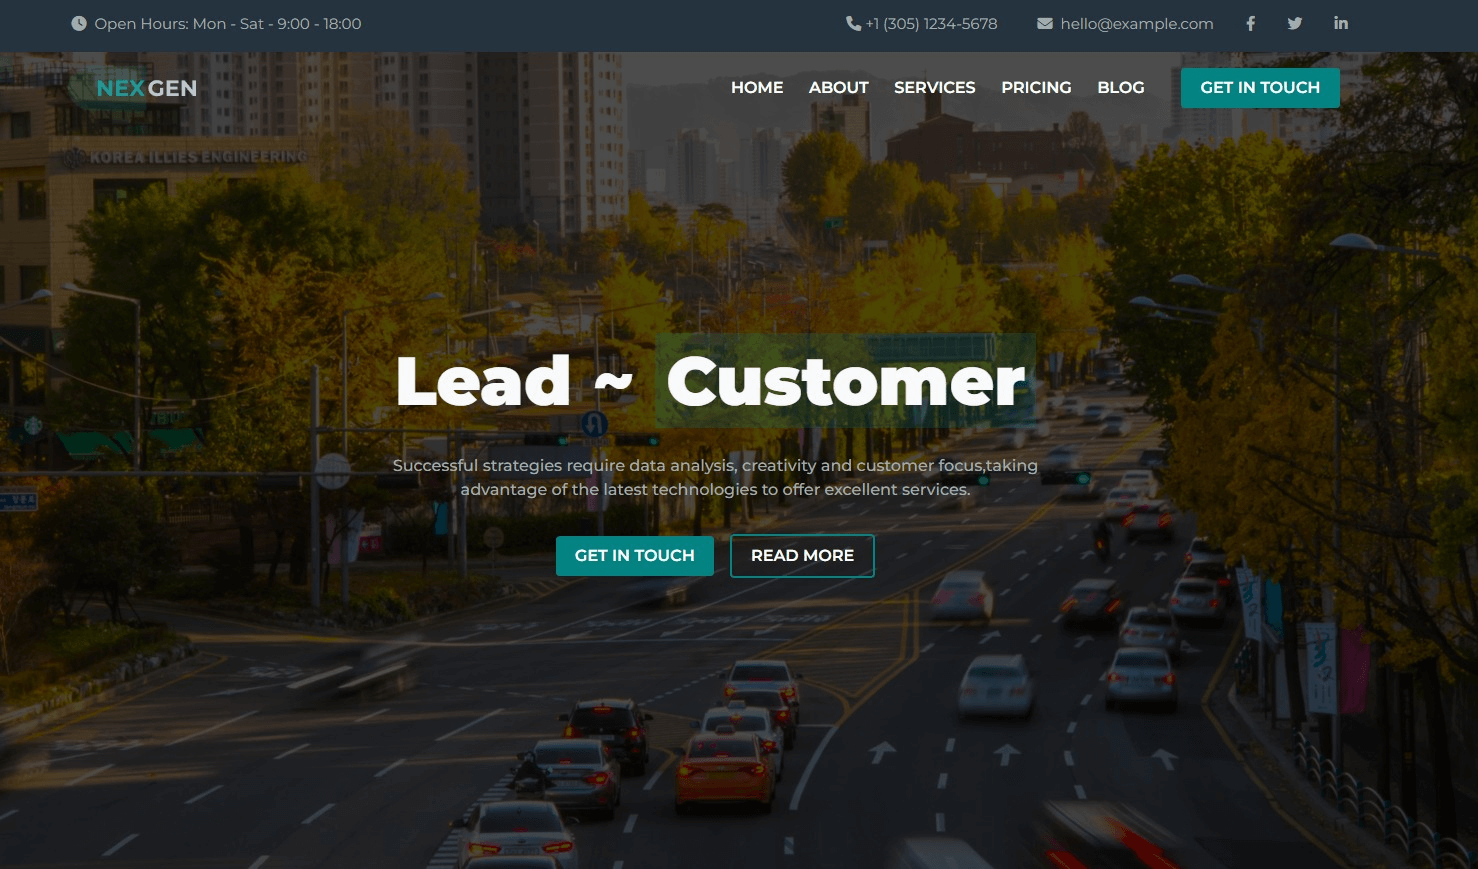 Open Hours: Mon - Sat - 9:00 - 18:00
+1 (305) 1234-5678
hello@example.com
NEXGEN
HOME
ABOUT
SERVICES
PRICING
BLOG
GET IN TOUCH
KOREA ILLIES ENGINEERING
Lead ~ Customer
Successful strategies require data analysis, creativity and customer focus,taking
advantage of the latest technologies to offer excellent services.
GET IN TOUCH
READ MORE